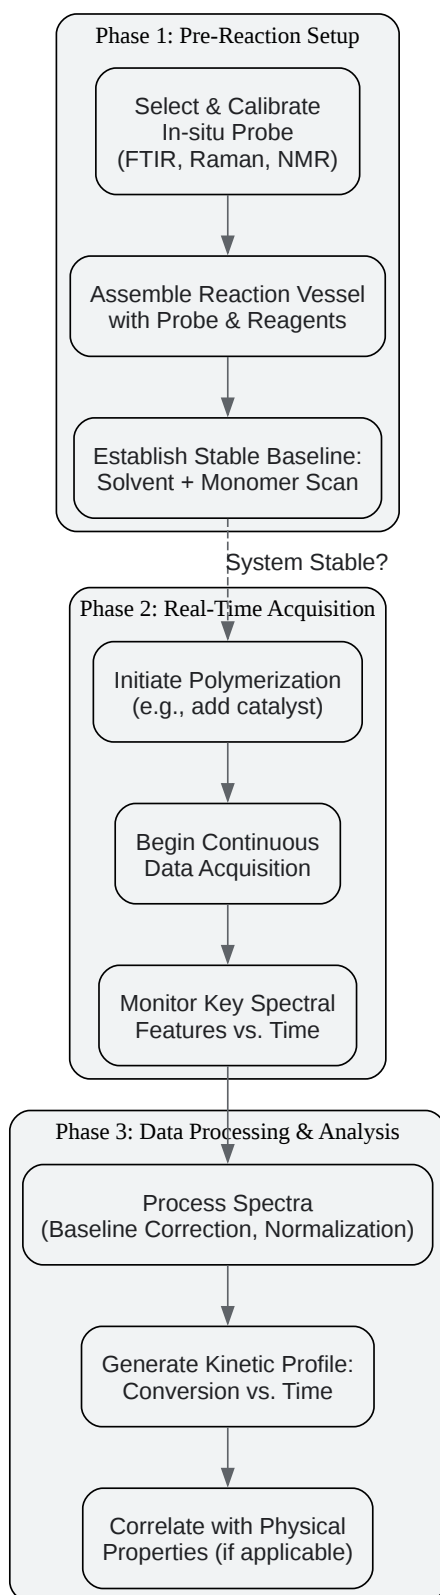 Phase 1: Pre-Reaction Setup
Select & Calibrate
In-situ Probe
(FTIR, Raman, NMR)
Assemble Reaction Vessel
with Probe & Reagents
Establish Stable Baseline:
Solvent + Monomer Scan
System Stable?
Phase 2: Real-Time Acquisition
Initiate Polymerization
(e.g., add catalyst)
Begin Continuous
Data Acquisition
Monitor Key Spectral
Features vs. Time
Phase 3: Data Processing & Analysis
Process Spectra
(Baseline Correction, Normalization)
Generate Kinetic Profile:
Conversion vs. Time
Correlate with Physical
Properties (if applicable)